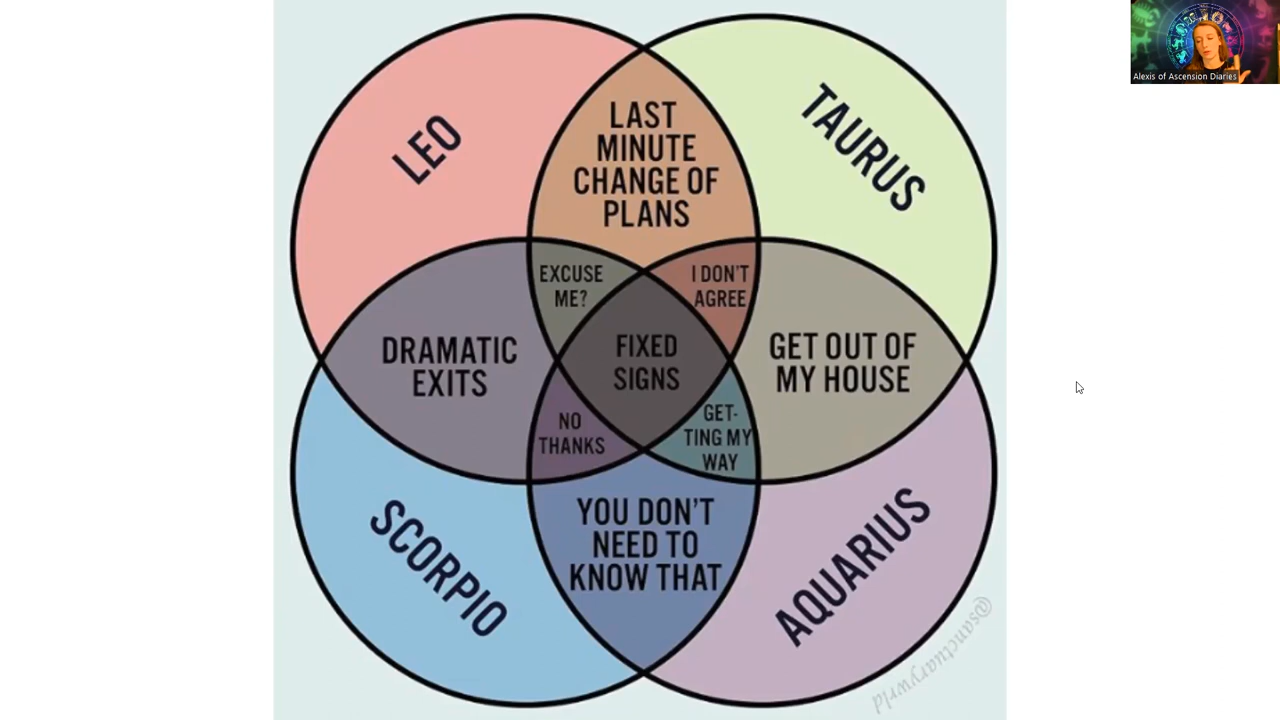 Alexis of Ascension Diaries
LEO
LAST
MINUTE
CHANGE OF
PLANS
TAURUS
EXCUSE
ME?
I DON'T
AGREE
DRAMATIC
EXITS
FIXED
SIGNS
GET OUT OF
MY HOUSE
NO
THANKS
GET-
TING MY
WAY
SCORPIO
YOU DON'T
NEED TO
KNOW THAT
AQUARIUS
@sanctuarywrld